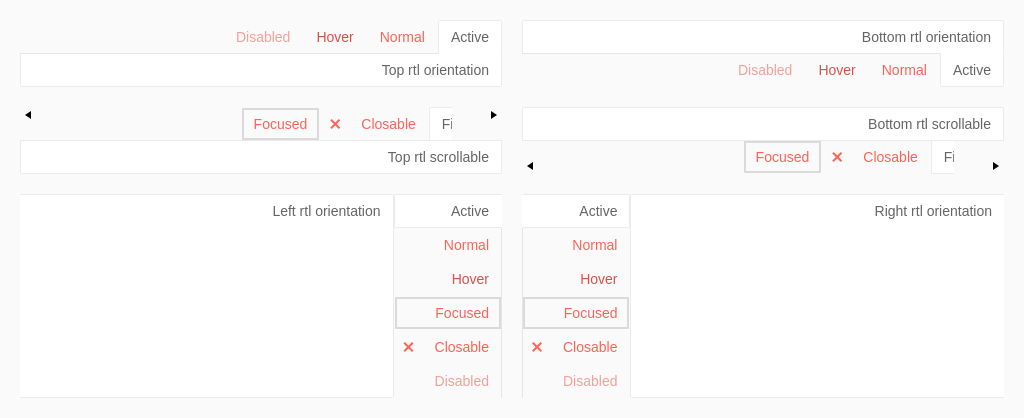 Disabled Hover Normal Active
Top rtl orientation
Focused Closable Fi
Top rtl scrollable
Left rtl orientation
Active
Normal
Hover
Focused
Closable
Disabled
Bottom rtl orientation
Disabled Hover Normal Active
Bottom rtl scrollable
Focused Closable Fi
Active
Normal
Hover
Focused
Closable
Disabled
Right rtl orientation